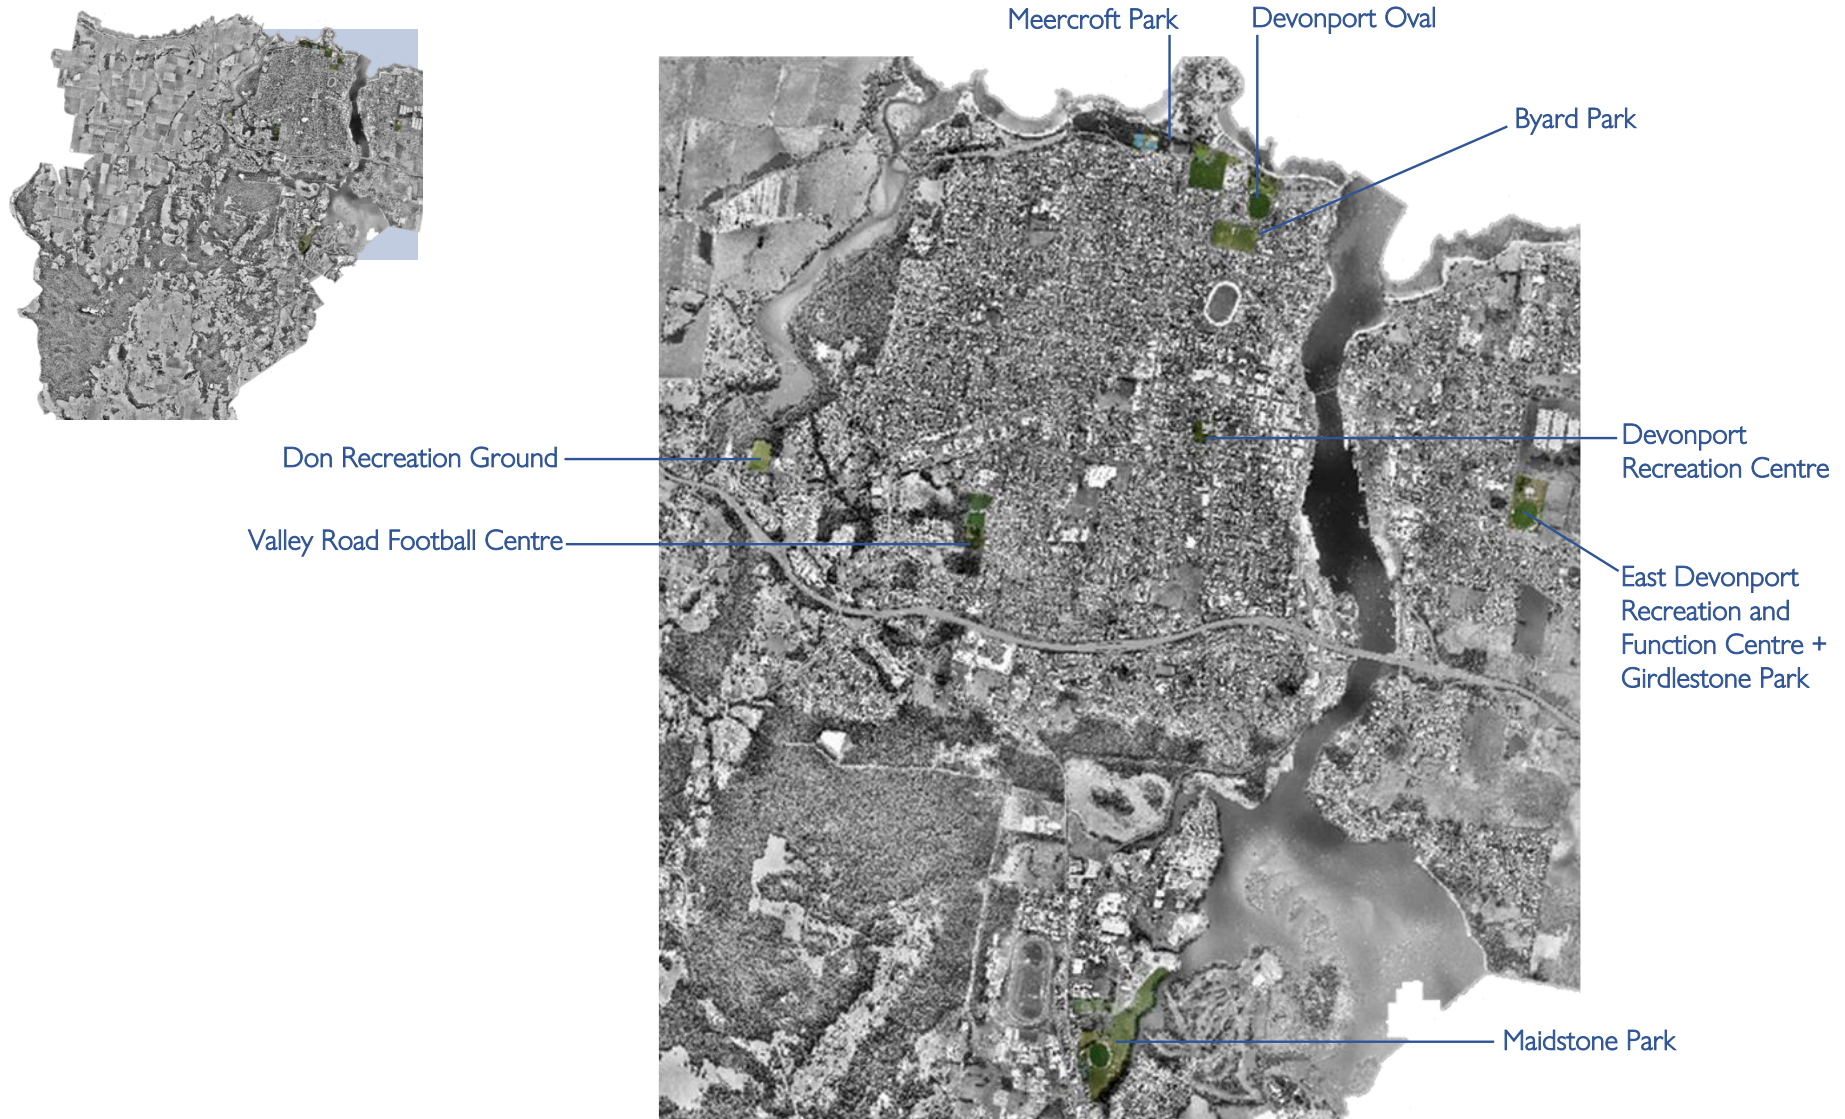 Meercroft Park
Devonport Oval
Byard Park
Devonport
Recreation Centre
Don Recreation Ground
Valley Road Football Centre
East Devonport
Recreation and
Function Centre +
Girdlestone Park
Maidstone Park